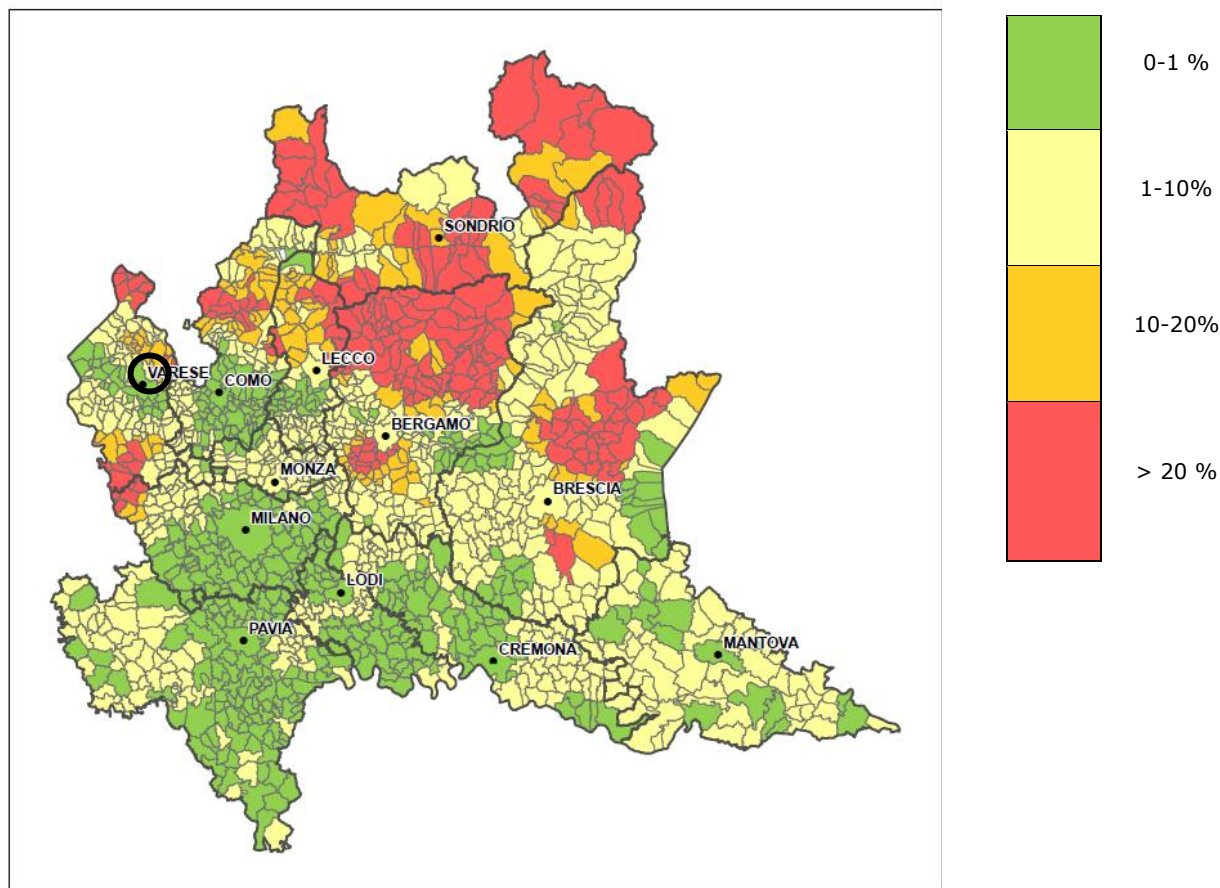 0-1 %
1-10%
10-20%
> 20 %
SONDRIO
LECCO
VARESE
COMO
BERGAMO
MONZA
BRESCIA
MILANO
LODI
PAVIA
MANTOVA
CREMONA